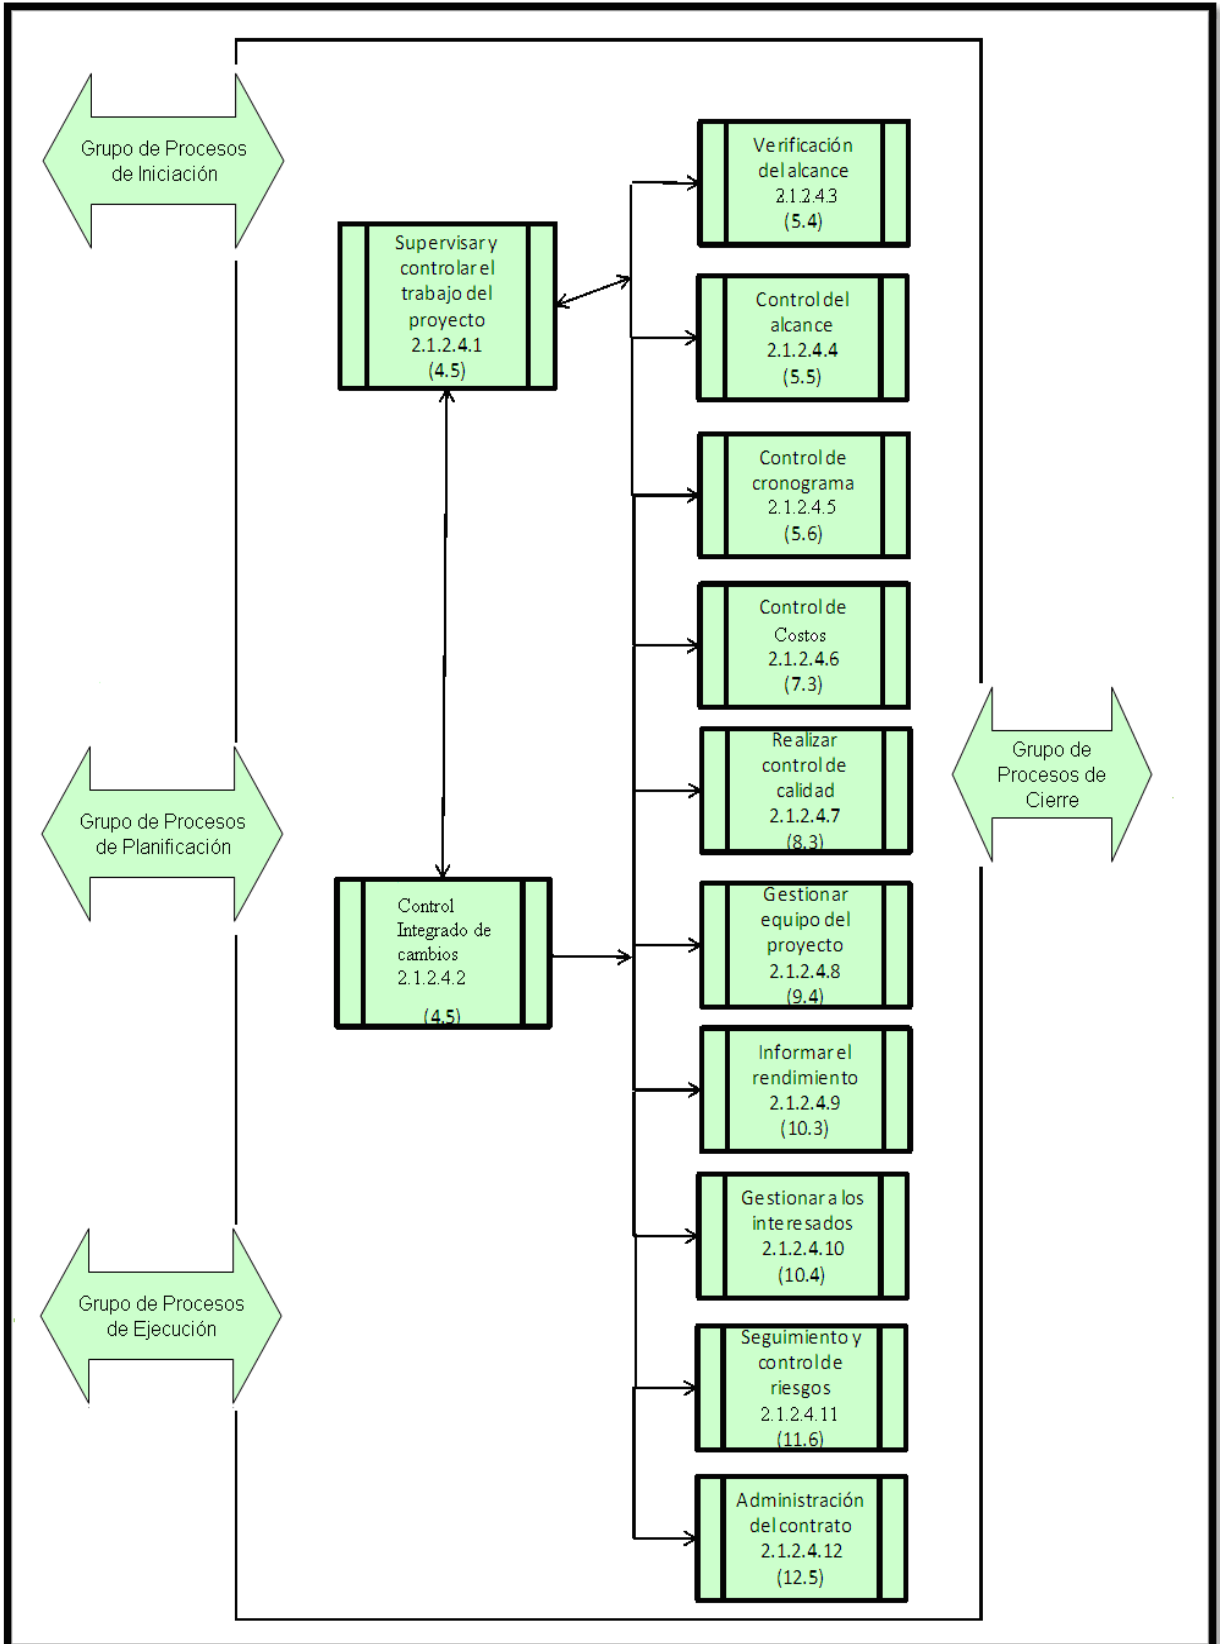 Grupo de Procesos
de Iniciación
Grupo de Procesos
de Planificación
Grupo de Procesos
de Ejecución
Supervisar y
controlar el
trabajo del
proyecto
2.1.2.4.1
(4.5)
Control
Integrado de
cambios
2.1.2.4.2
(4.5)
Verificación
del alcance
2.1.2.4.3
(5.4)
Control del
alcance
2.1.2.4.4
(5.5)
Control de
cronograma
2.1.2.4.5
(5.6)
Control de
Costos
2.1.2.4.6
(7.3)
Realizar
control de
calidad
2.1.2.4.7
(8.3)
Gestionar
equipo del
proyecto
2.1.2.4.8
(9.4)
Informar el
rendimiento
2.1.2.4.9
(10.3)
Gestionar a los
interesados
2.1.2.4.10
(10.4)
Seguimiento y
control de
riesgos
2.1.2.4.11
(11.6)
Administración
del contrato
2.1.2.4.12
(12.5)
Grupo de
Procesos de
Cierre